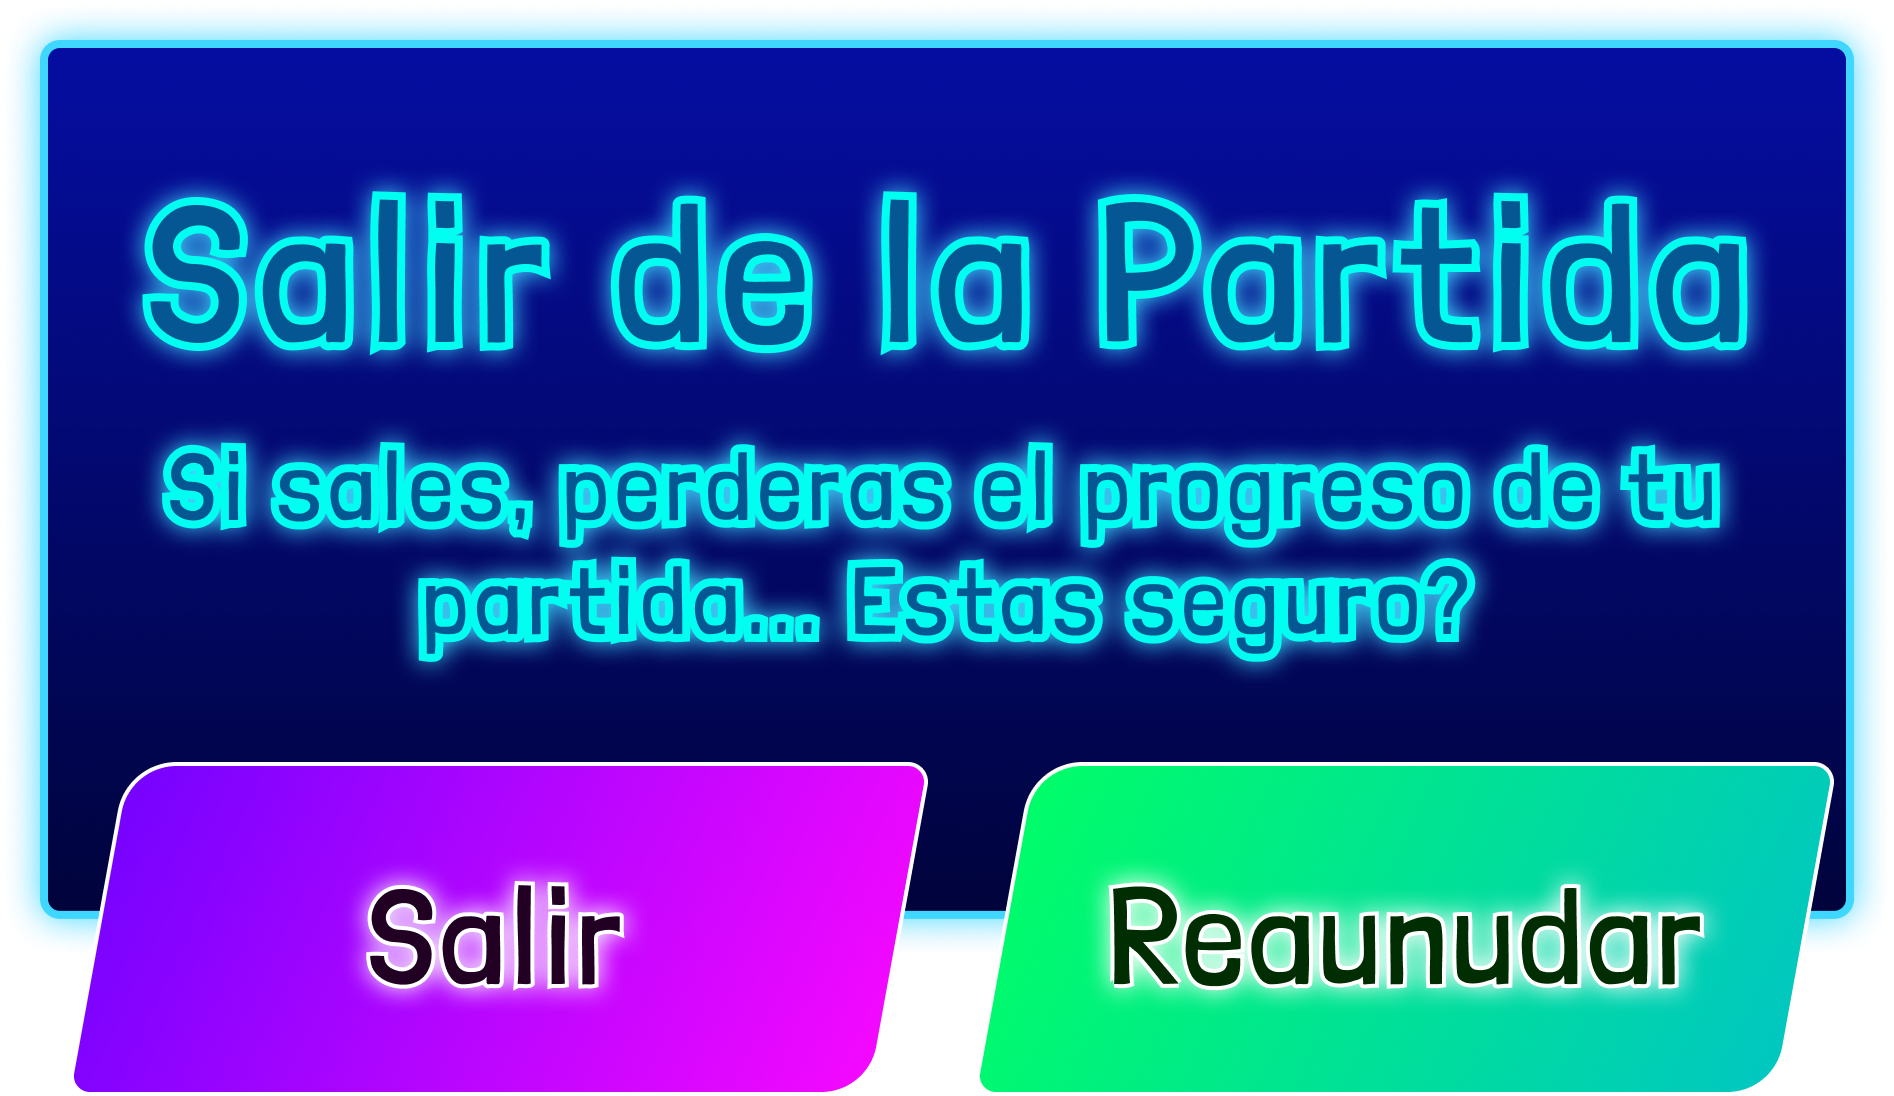 Salir de la Partida
Si sales, perderas el progreso de tu
partida... Estas seguro?
Salir
Reaunudar